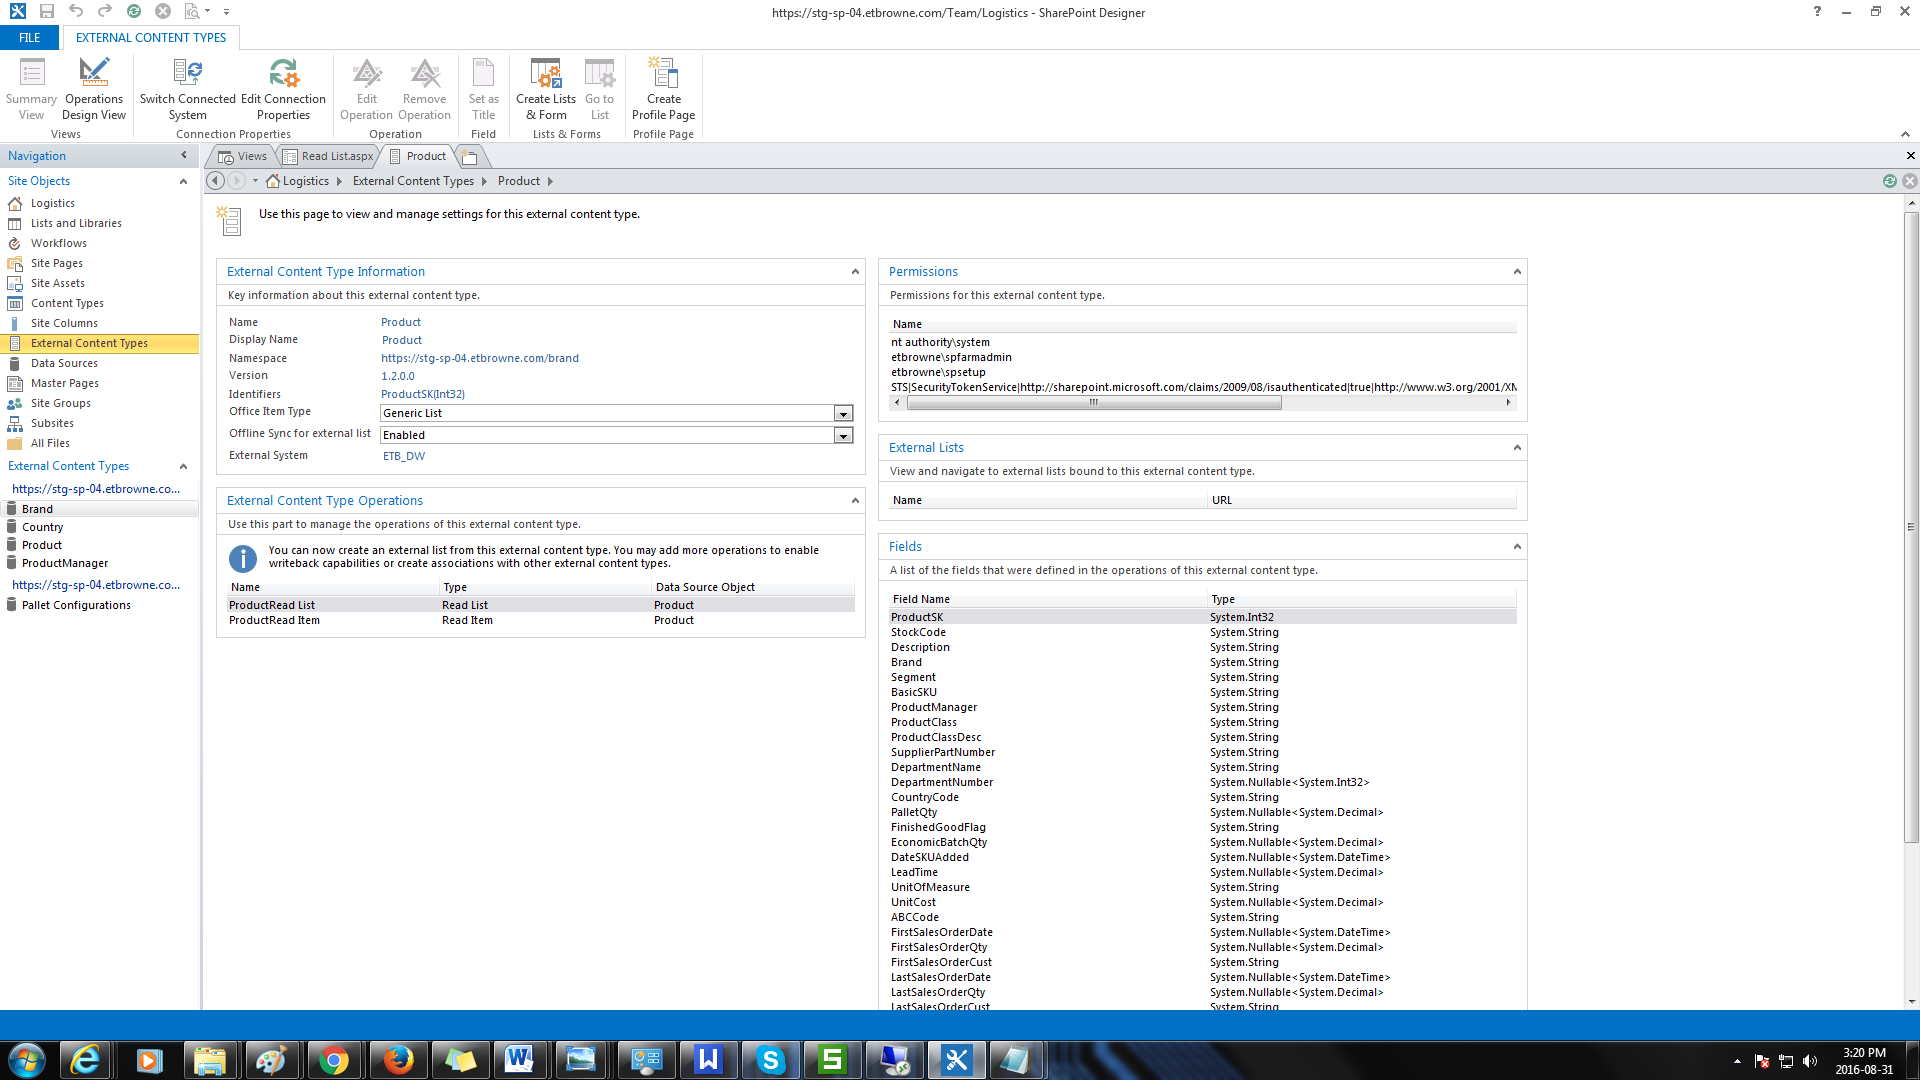 https://stg-sp-04.etbrowne.com/Team/Logistics - SharePoint Designer
FILE
EXTERNAL CONTENT TYPES
Summary View
Operations Design View
Views
Switch Connected System
Edit Connection Properties
Connection Properties
Edit Operation
Remove Operation
Operation
Set as Title
Field
Create Lists & Form
Go to List
Lists & Forms
Create Profile Page
Profile Page
Navigation
Views
Read List.aspx
Product
Logistics
External Content Types
Product
Site Objects
Logistics
Lists and Libraries
Workflows
Site Pages
Site Assets
Content Types
Site Columns
External Content Types
Data Sources
Master Pages
Site Groups
Subsites
All Files
External Content Types
https://stg-sp-04.etbrowne.co...
Brand
Country
Product
ProductManager
https://stg-sp-04.etbrowne.co...
Pallet Configurations
Use this page to view and manage settings for this external content type.
External Content Type Information
Key information about this external content type.
Name Product
Display Name Product
Namespace https://stg-sp-04.etbrowne.com/brand
Version 1.2.0.0
Identifiers ProductSK(Int32)
Office Item Type Generic List
Offline Sync for external list Enabled
External System ETB_DW
External Content Type Operations
Use this part to manage the operations of this external content type.
You can now create an external list from this external content type. You may add more operations to enable
writeback capabilities or create associations with other external content types.
Name Type Data Source Object
ProductRead List Read List Product
ProductRead Item Read Item Product
Permissions
Permissions for this external content type.
Name
nt authority\system
etbrowne\spfarmadmin
etbrowne\spsetup
STS|SecurityTokenService|http://sharepoint.microsoft.com/claims/2009/08/isauthenticated|true|http://www.w3.org/2001/XM
External Lists
View and navigate to external lists bound to this external content type.
Name URL
Fields
A list of the fields that were defined in the operations of this external content type.
Field Name Type
ProductSK System.Int32
StockCode System.String
Description System.String
Brand System.String
Segment System.String
BasicSKU System.String
ProductManager System.String
ProductClass System.String
ProductClassDesc System.String
SupplierPartNumber System.String
DepartmentName System.String
DepartmentNumber System.Nullable<System.Int32>
CountryCode System.String
PalletQty System.Nullable<System.Decimal>
FinishedGoodFlag System.String
EconomicBatchQty System.Nullable<System.Decimal>
DateSKUAdded System.Nullable<System.DateTime>
LeadTime System.Nullable<System.Decimal>
UnitOfMeasure System.String
UnitCost System.Nullable<System.Decimal>
ABCCode System.String
FirstSalesOrderDate System.Nullable<System.DateTime>
FirstSalesOrderQty System.Nullable<System.Decimal>
FirstSalesOrderCust System.String
LastSalesOrderDate System.Nullable<System.DateTime>
LastSalesOrderQty System.Nullable<System.Decimal>
LastSalesOrderCust System.String
3:20 PM
2016-08-31